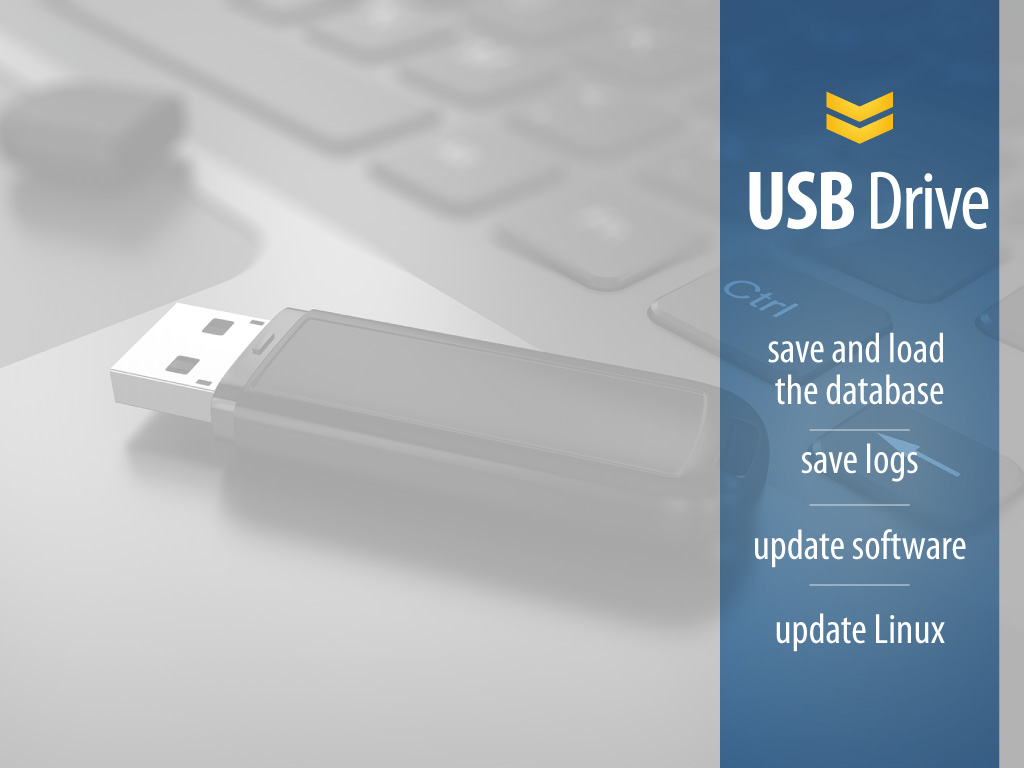 USB Drive
Ctrl
save and load
the database
save logs
update software
update Linux